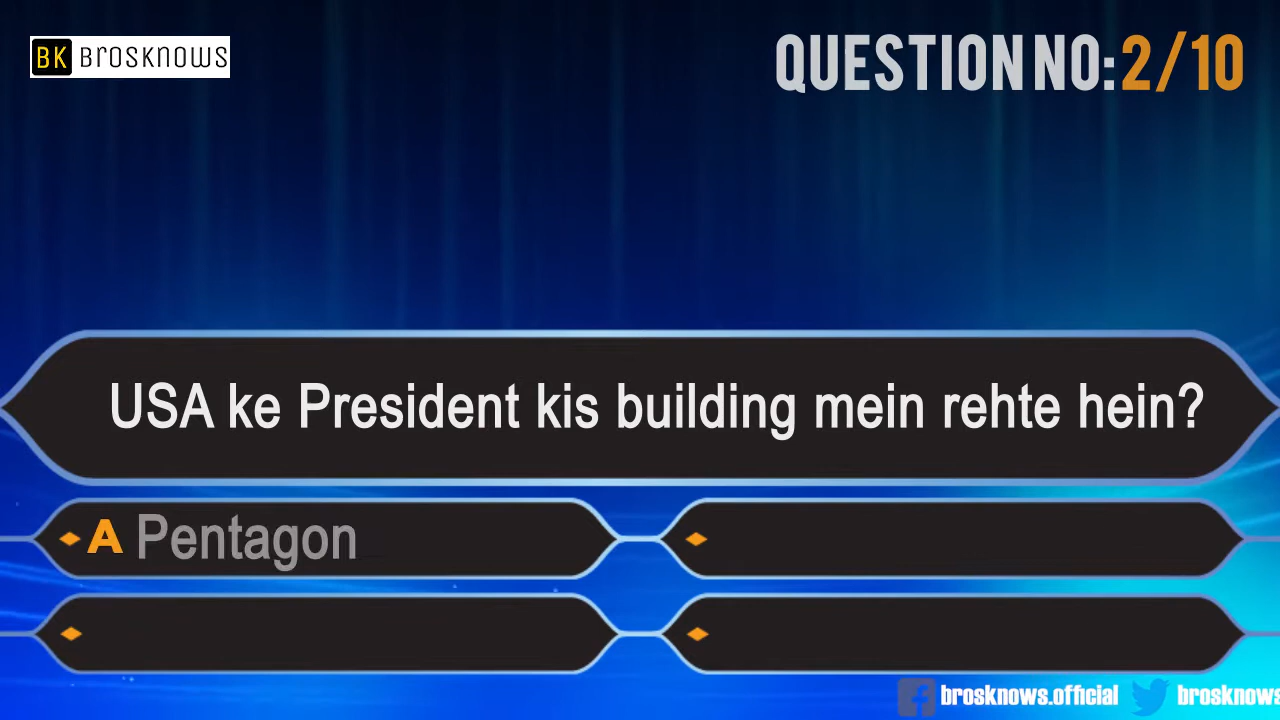 BK BROSKNOWS
QUESTION NO: 2/10
USA ke President kis building mein rehte hein?
A Pentagon
brosknows.official brosknows